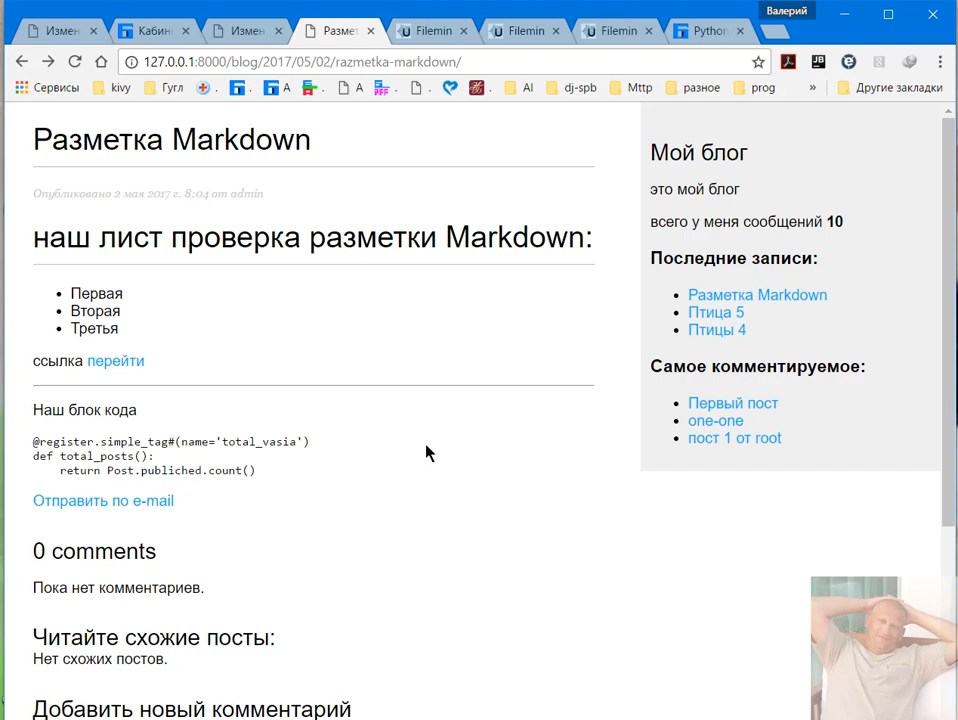 Валерий
Измен
Кабин
Измен
Размет
Filemin
Filemin
Filemin
Python
127.0.0.1:8000/blog/2017/05/02/razmetka-markdown/
Сервисы
kivy
Гугл
А
А
AI
dj-spb
Mttp
разное
prog
»
Другие закладки
Разметка Markdown
Опубликовано 2 мая 2017 г. 8:04 от admin
наш лист проверка разметки Markdown:
Первая
Вторая
Третья
ссылка перейти
Наш блок кода
@register.simple_tag#(name='total_vasia')
def total_posts():
return Post.publiched.count()
Отправить по e-mail
0 comments
Пока нет комментариев.
Читайте схожие посты:
Нет схожих постов.
Добавить новый комментарий
Мой блог
это мой блог
всего у меня сообщений 10
Последние записи:
Разметка Markdown
Птица 5
Птицы 4
Самое комментируемое:
Первый пост
one-one
пост 1 от root